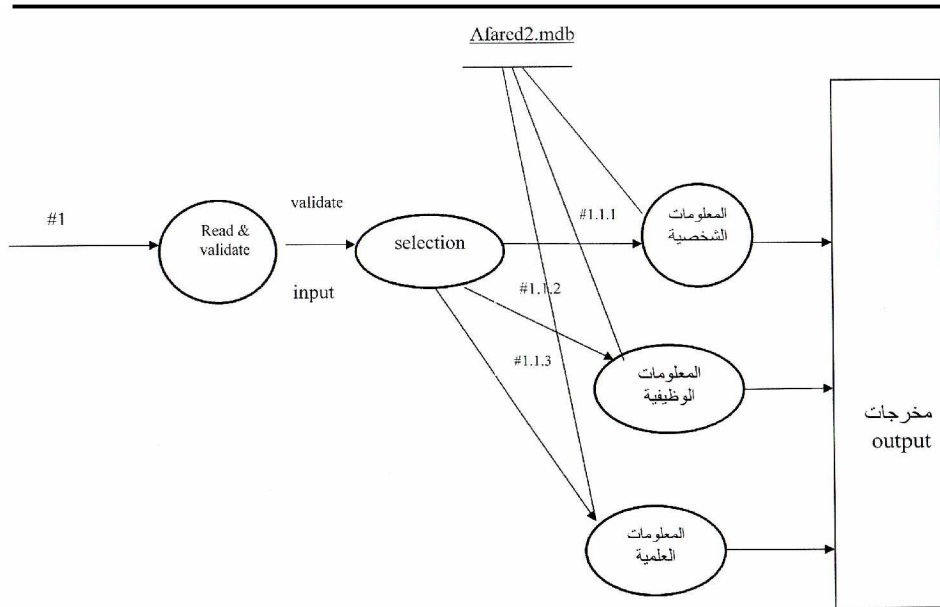 Afared2.mdb
#1
Read &
validate
validate
input
selection
#1.1.1
المعلومات
الشخصية
#1.1.2
المعلومات
الوظيفية
#1.1.3
المعلومات
العلمية
مخرجات
output